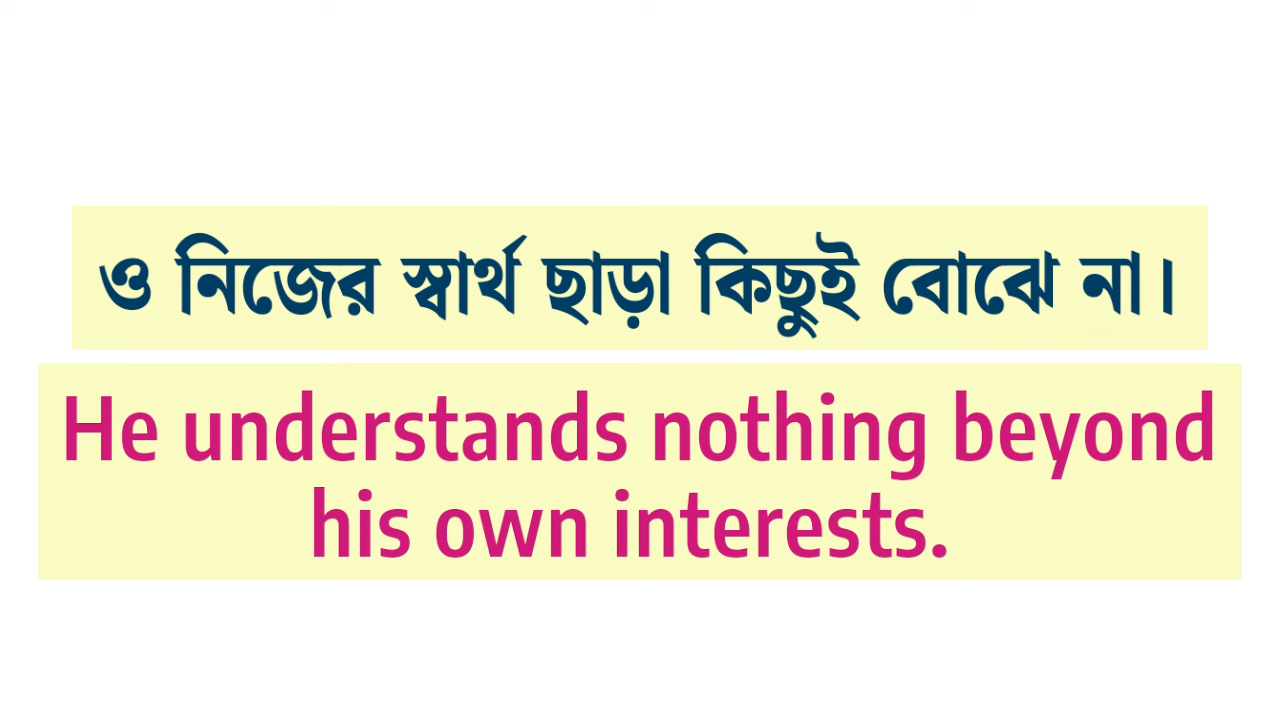 ও নিজের স্বার্থ ছাড়া কিছুই বোঝে না।
He understands nothing beyond
his own interests.